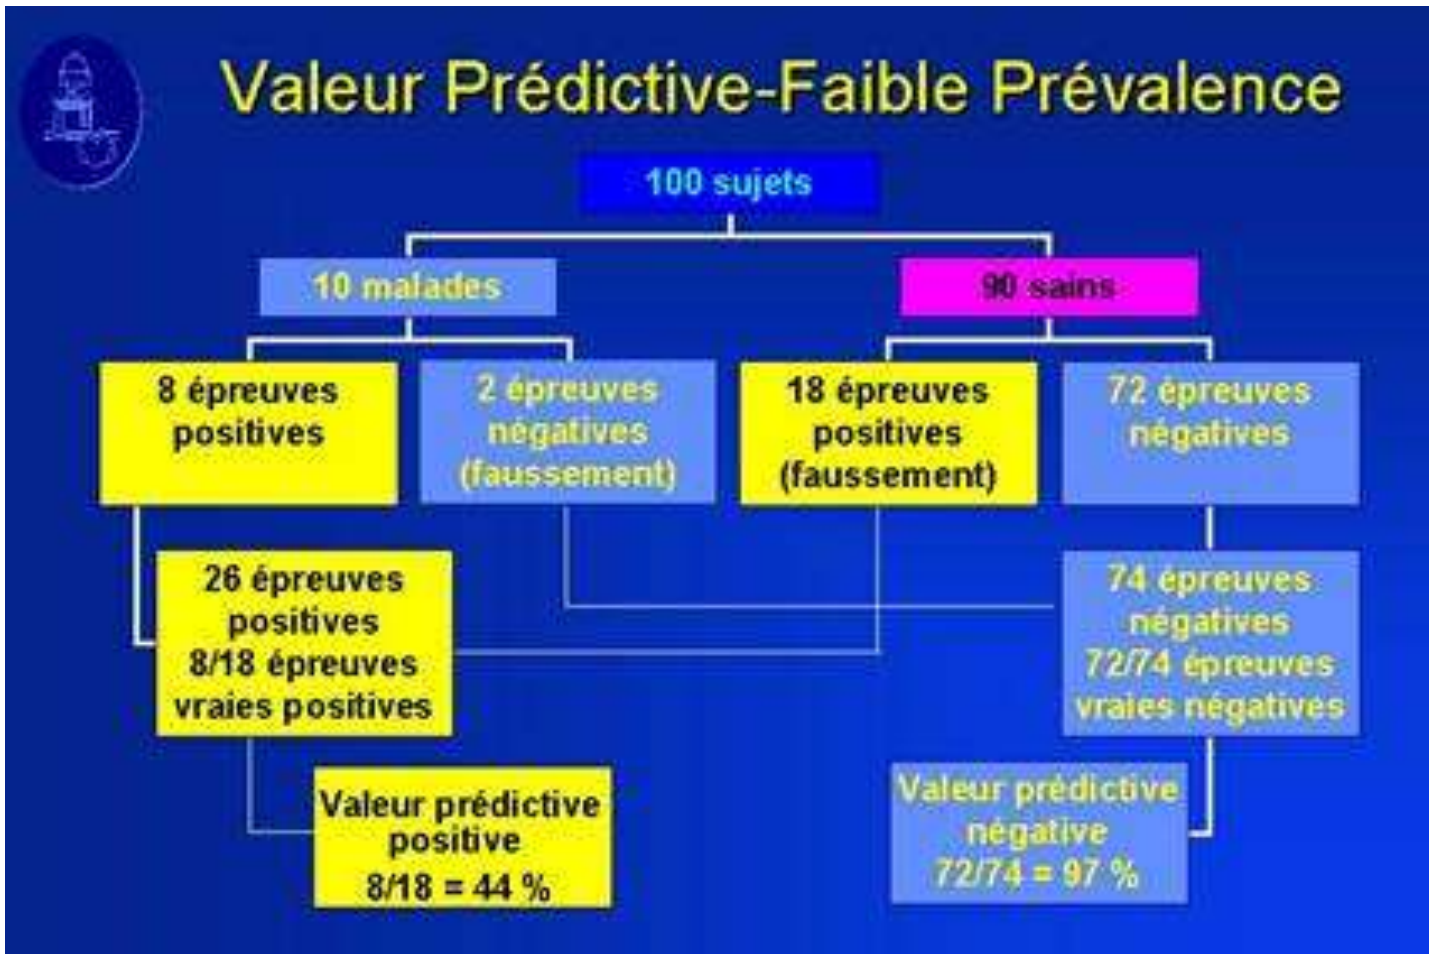 Valeur Prédictive-Faible Prévalence
100 sujets
10 malades
90 sains
8 épreuves
positives
2 épreuves
négatives
(faussement)
18 épreuves
positives
(faussement)
72 épreuves
négatives
26 épreuves
positives
8/18 épreuves
vraies positives
74 épreuves
négatives
72/74 épreuves
vraies négatives
Valeur prédictive
positive
8/18 = 44 %
Valeur prédictive
négative
72/74 = 97 %